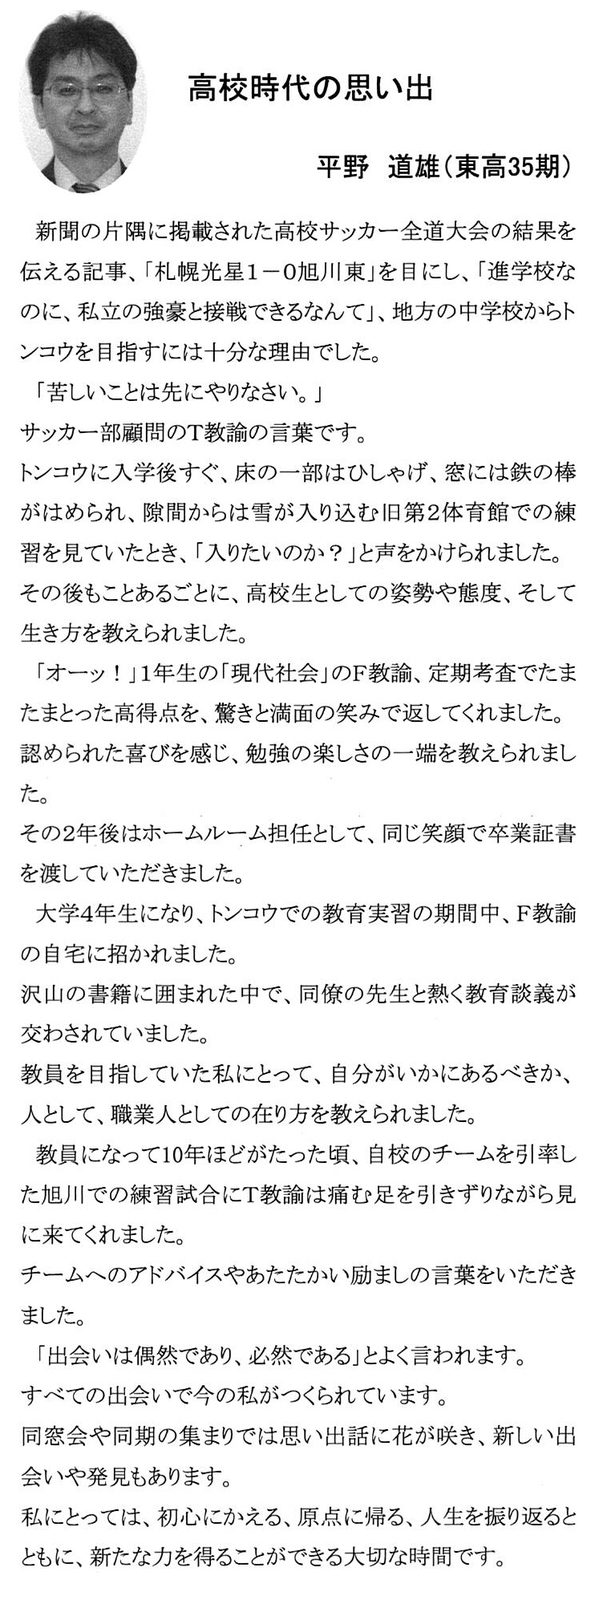 高校時代の思い出
平野　道雄（東高35期）
新聞の片隅に掲載された高校サッカー全道大会の結果を
伝える記事、「札幌光星１－０旭川東」を目にし、「進学校な
のに、私立の強豪と接戦できるなんて」、地方の中学校からト
ンコウを目指すには十分な理由でした。
「苦しいことは先にやりなさい。」
サッカー部顧問のＴ教諭の言葉です。
トンコウに入学後すぐ、床の一部はひしゃげ、窓には鉄の棒
がはめられ、隙間からは雪が入り込む旧第２体育館での練
習を見ていたとき、「入りたいのか？」と声をかけられました。
その後もことあるごとに、高校生としての姿勢や態度、そして
生き方を教えられました。
「オーッ！」１年生の「現代社会」のＦ教諭、定期考査でたま
たまとった高得点を、驚きと満面の笑みで返してくれました。
認められた喜びを感じ、勉強の楽しさの一端を教えられまし
た。
その２年後はホームルーム担任として、同じ笑顔で卒業証書
を渡していただきました。
大学４年生になり、トンコウでの教育実習の期間中、Ｆ教諭
の自宅に招かれました。
沢山の書籍に囲まれた中で、同僚の先生と熱く教育談義が
交わされていました。
教員を目指していた私にとって、自分がいかにあるべきか、
人として、職業人としての在り方を教えられました。
教員になって10年ほどがたった頃、自校のチームを引率し
た旭川での練習試合にＴ教諭は痛む足を引きずりながら見
に来てくれました。
チームへのアドバイスやあたたかい励ましの言葉をいただき
ました。
「出会いは偶然であり、必然である」とよく言われます。
すべての出会いで今の私がつくられています。
同窓会や同期の集まりでは思い出話に花が咲き、新しい出
会いや発見もあります。
私にとっては、初心にかえる、原点に帰る、人生を振り返ると
ともに、新たな力を得ることができる大切な時間です。